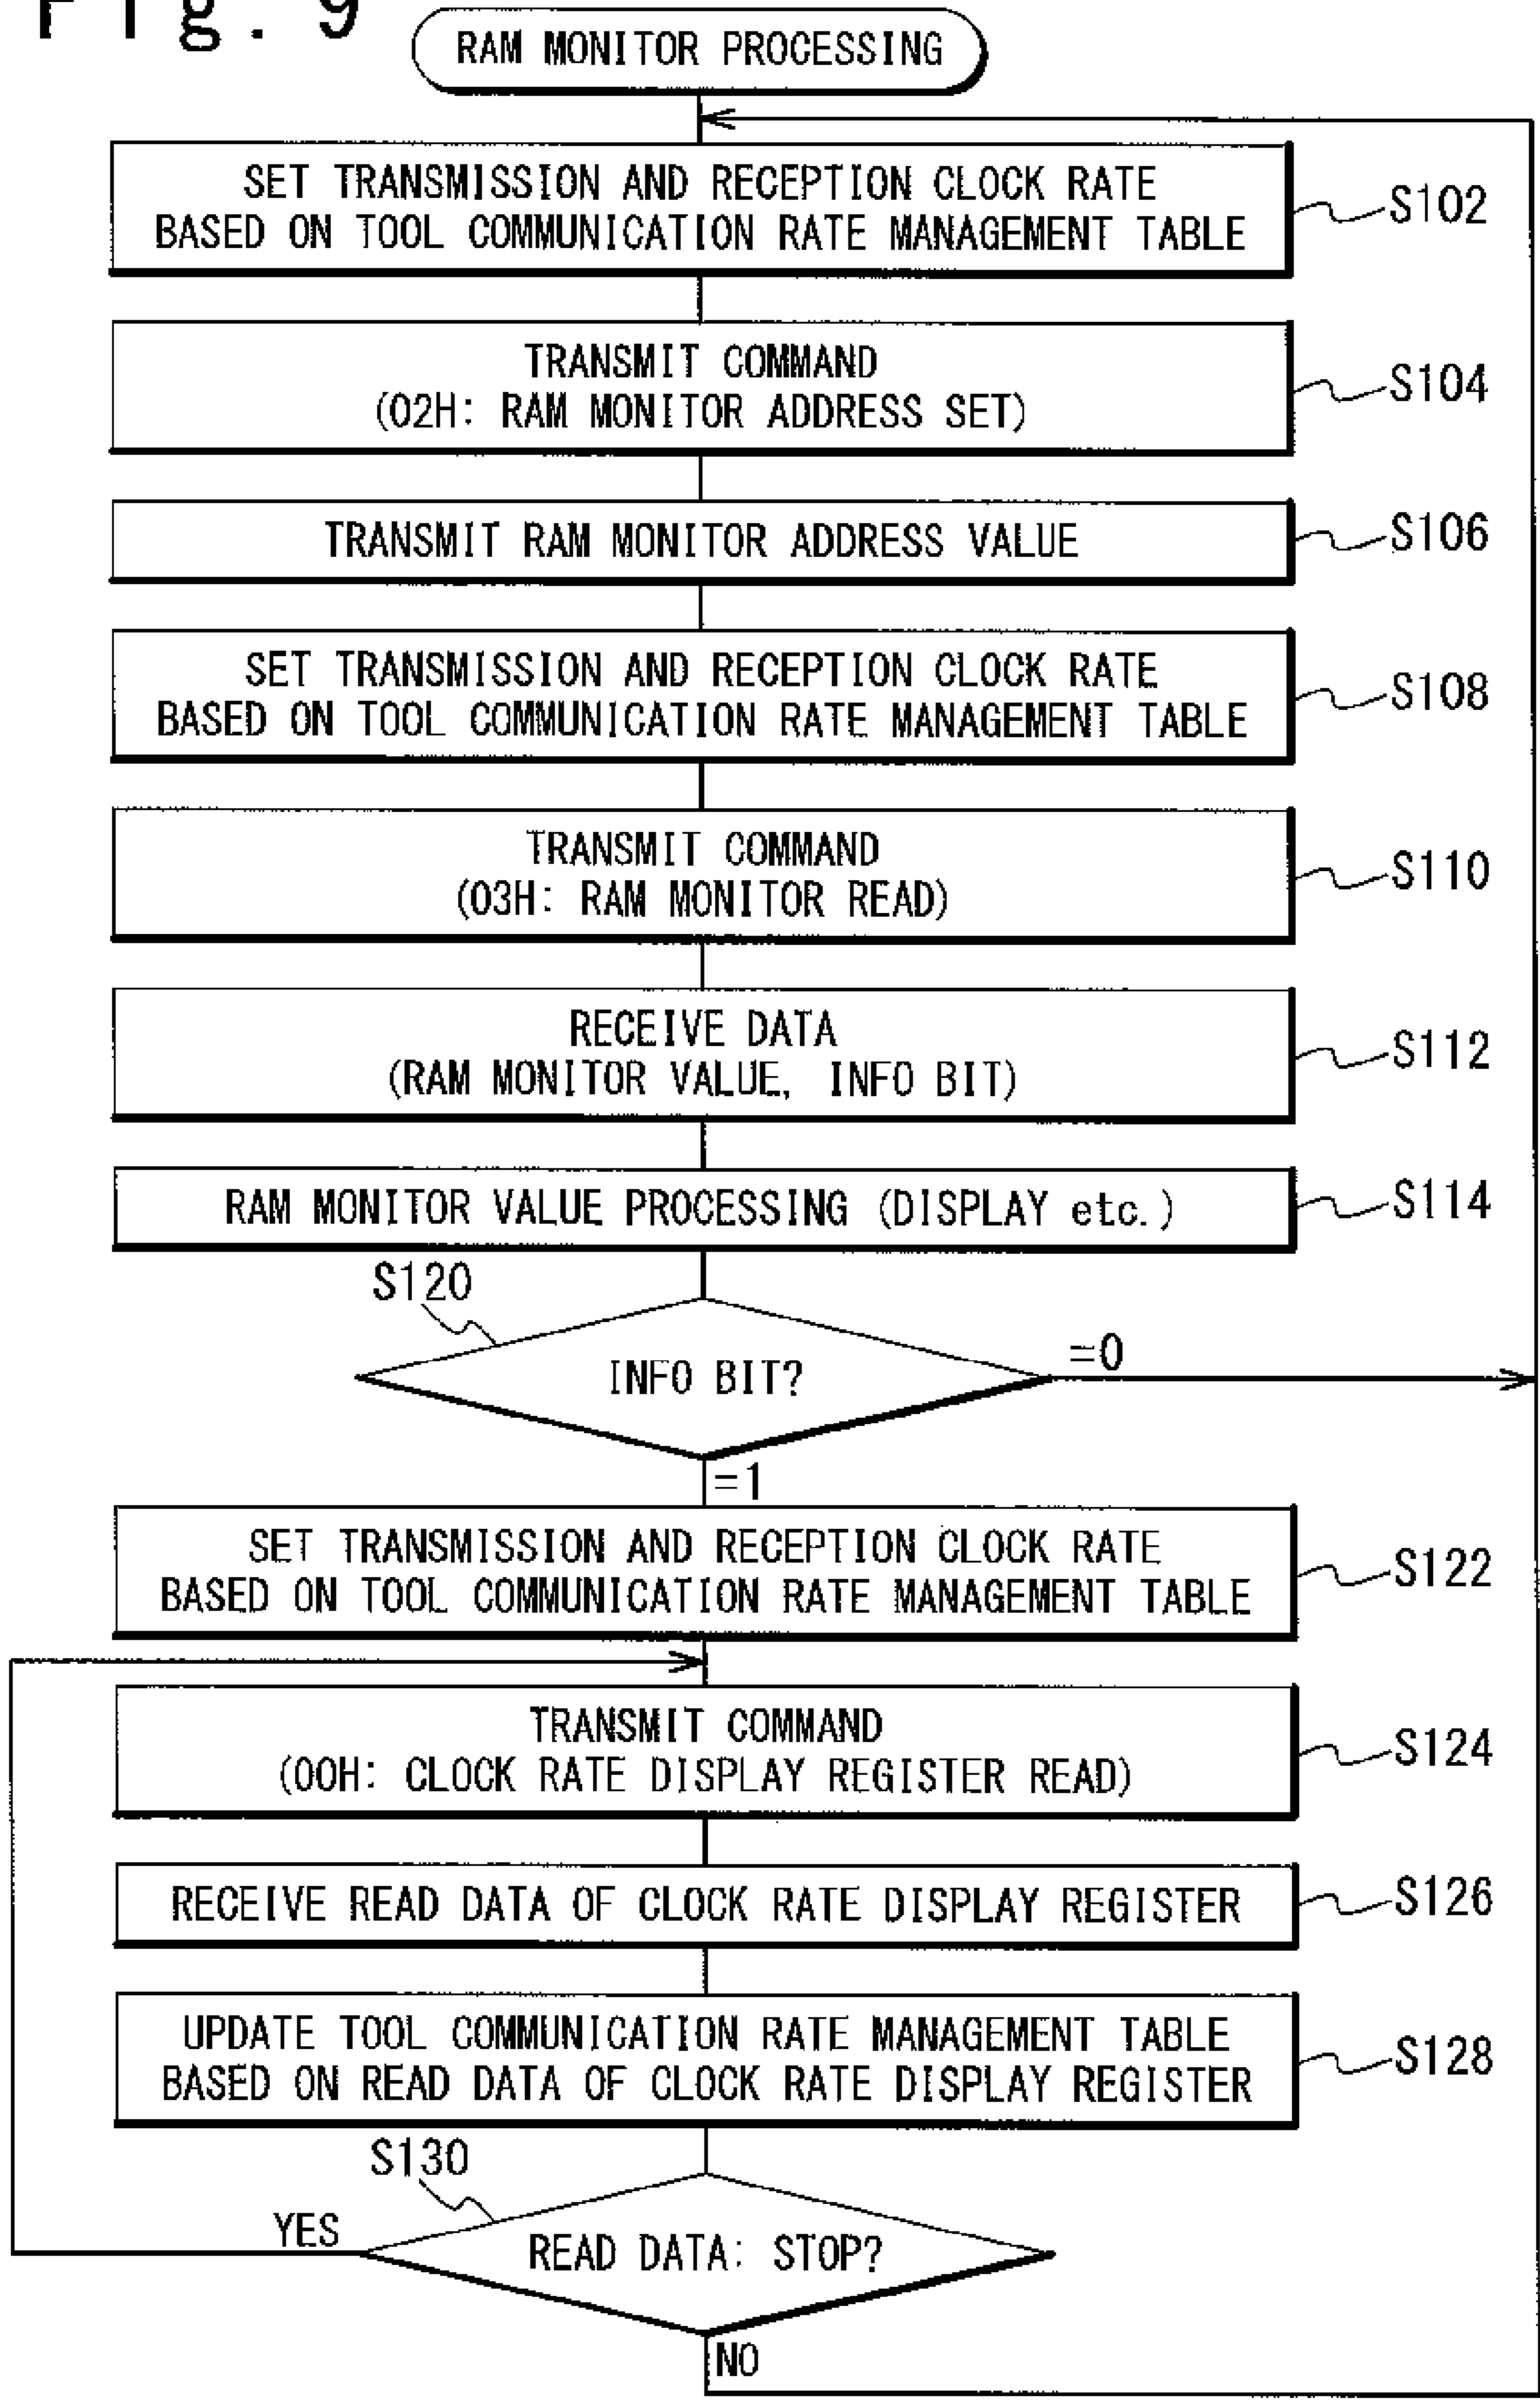 Fig. 9
RAM MONITOR PROCESSING
SET TRANSMISSION AND RECEPTION CLOCK RATE
BASED ON TOOL COMMUNICATION RATE MANAGEMENT TABLE
S102
TRANSMIT COMMAND
(02H: RAM MONITOR ADDRESS SET)
S104
TRANSMIT RAM MONITOR ADDRESS VALUE
S106
SET TRANSMISSION AND RECEPTION CLOCK RATE
BASED ON TOOL COMMUNICATION RATE MANAGEMENT TABLE
S108
TRANSMIT COMMAND
(03H: RAM MONITOR READ)
S110
RECEIVE DATA
(RAM MONITOR VALUE, INFO BIT)
S112
RAM MONITOR VALUE PROCESSING (DISPLAY etc.)
S114
S120
INFO BIT?
=0
=1
SET TRANSMISSION AND RECEPTION CLOCK RATE
BASED ON TOOL COMMUNICATION RATE MANAGEMENT TABLE
S122
TRANSMIT COMMAND
(00H: CLOCK RATE DISPLAY REGISTER READ)
S124
RECEIVE READ DATA OF CLOCK RATE DISPLAY REGISTER
S126
UPDATE TOOL COMMUNICATION RATE MANAGEMENT TABLE
BASED ON READ DATA OF CLOCK RATE DISPLAY REGISTER
S128
S130
YES
READ DATA: STOP?
NO